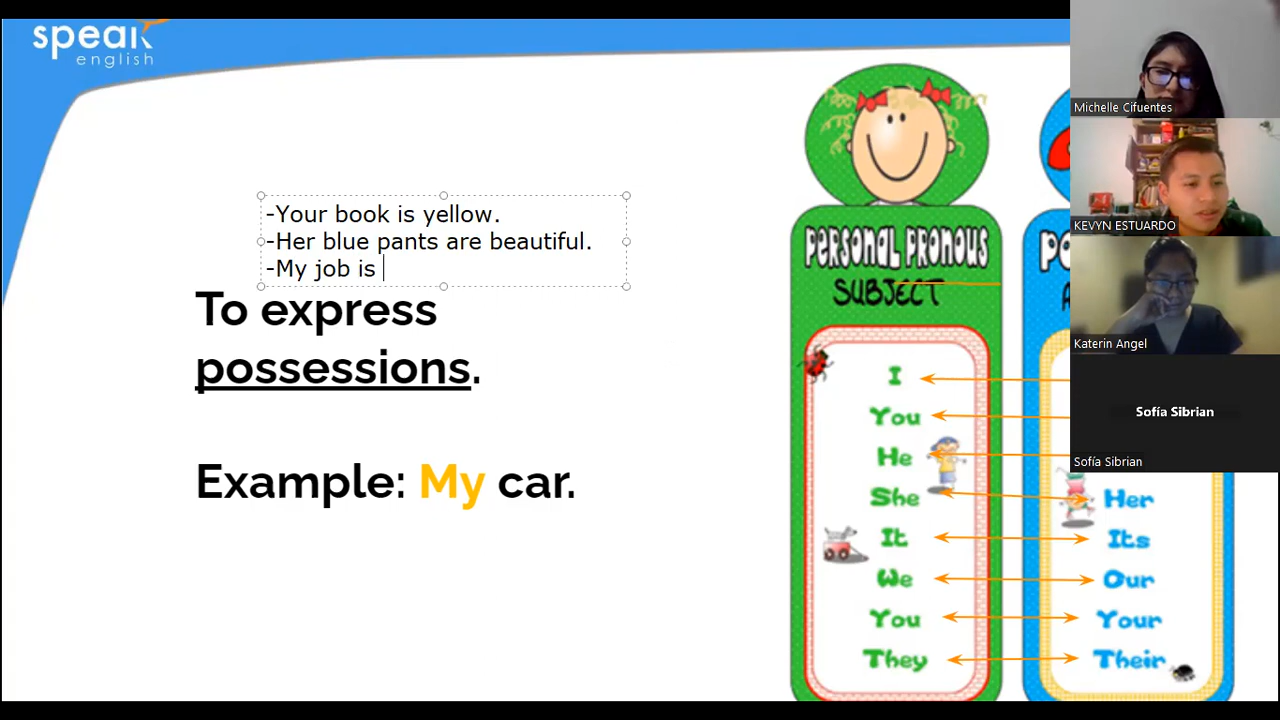 speak
english
-Your book is yellow.
-Her blue pants are beautiful.
-My job is
To express
possessions.
Example: My car.
PERSONAL PRONOUS
SUBJECT
I
You
He
She
It
We
You
They
Her
Its
Our
Your
Their
Michelle Cifuentes
KEVYN ESTUARDO
Katerin Angel
Sofía Sibrian
Sofía Sibrian